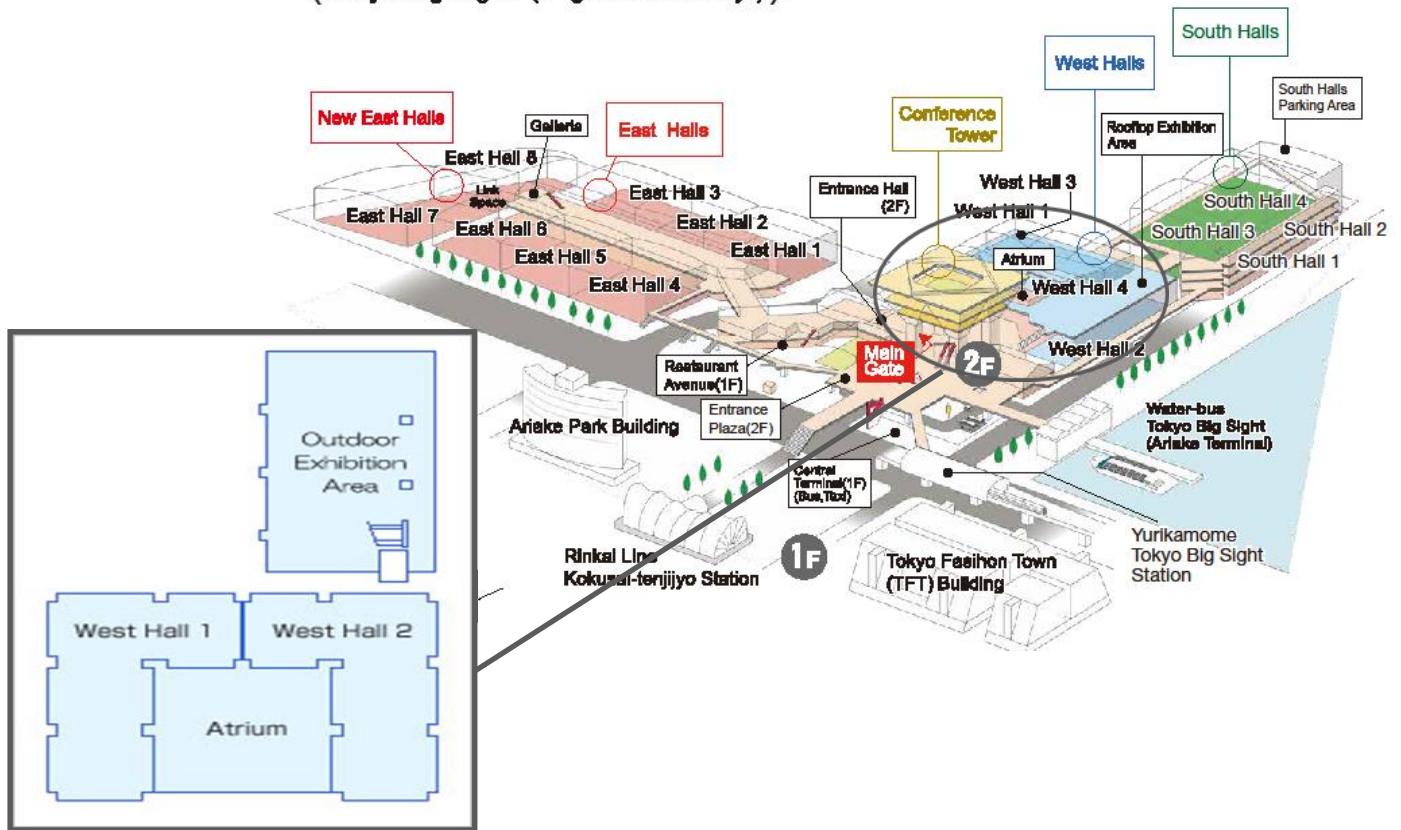 South Halls
West Halls
South Halls
Parking Area
New East Halls
Galleria
East Halls
Conference
Tower
Rooftop Exhibition
Area
East Hall 8
Link
Space
East Hall 3
Entrance Hall
(2F)
West Hall 3
West Hall 1
South Hall 4
East Hall 7
East Hall 6
East Hall 2
South Hall 3
South Hall 2
East Hall 5
East Hall 1
Atrium
South Hall 1
East Hall 4
West Hall 4
Main
Gate
2F
West Hall 2
Restaurant
Avenue(1F)
Entrance
Plaza(2F)
Ariake Park Building
Water-bus
Tokyo Big Sight
(Ariake Terminal)
Central
Terminal(1F)
(Bus,Taxi)
Yurikamome
Tokyo Big Sight
Station
Rinkai Line
Kokusai-tenjijyo Station
1F
Tokyo Fasihon Town
(TFT) Building
Outdoor
Exhibition
Area
West Hall 1
West Hall 2
Atrium